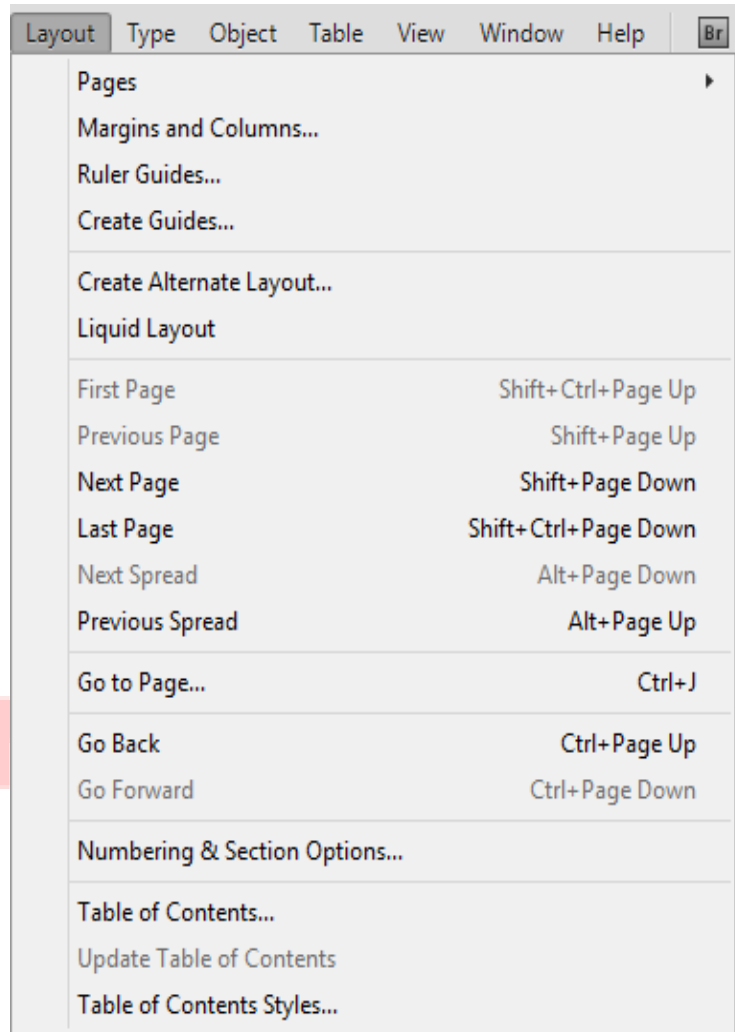 Layout Type Object Table View Window Help Br
Pages
Margins and Columns...
Ruler Guides...
Create Guides...
Create Alternate Layout...
Liquid Layout
First Page Shift+Ctrl+Page Up
Previous Page Shift+Page Up
Next Page Shift+Page Down
Last Page Shift+Ctrl+Page Down
Next Spread Alt+Page Down
Previous Spread Alt+Page Up
Go to Page... Ctrl+J
Go Back Ctrl+Page Up
Go Forward Ctrl+Page Down
Numbering & Section Options...
Table of Contents...
Update Table of Contents
Table of Contents Styles...